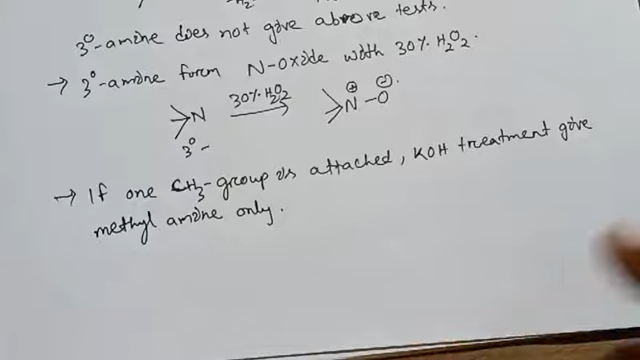 3°-amine does not give above tests.
→ 3°-amine form N-Oxide with 30% H2O2.
>N 30% H2O2 → >N⊕-O⊖.
3°-
→ If one CH3-group is attached, KOH treatment give
methyl amine only.